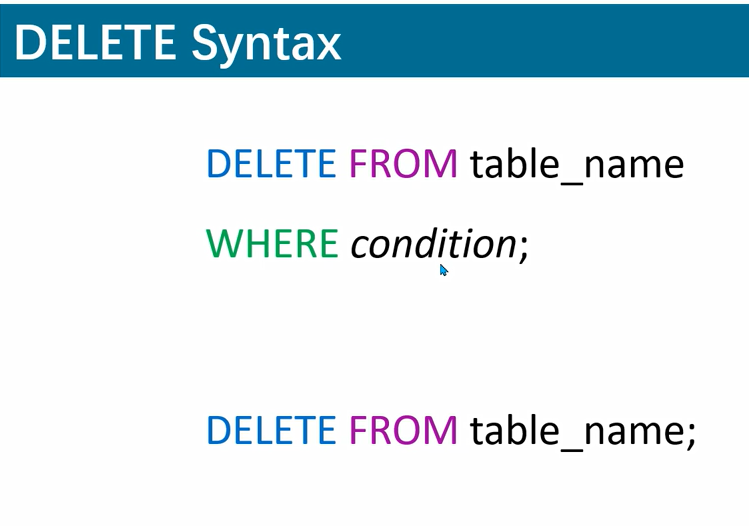 DELETE Syntax
DELETE FROM table_name
WHERE condition;
DELETE FROM table_name;